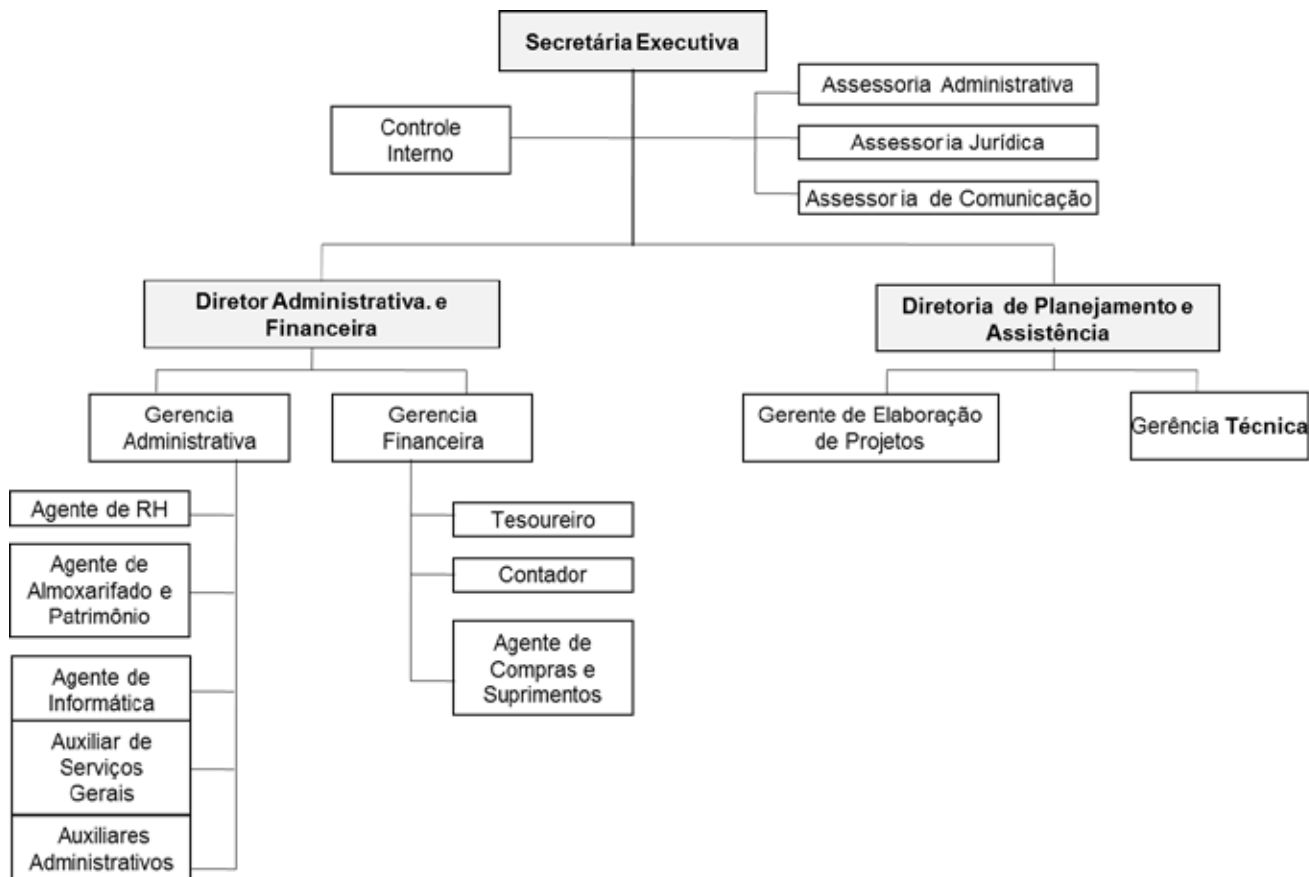 Secretária Executiva
Assessoria Administrativa
Controle
Interno
Assessoria Jurídica
Assessoria de Comunicação
Diretor Administrativa. e
Financeira
Diretoria de Planejamento e
Assistência
Gerencia
Administrativa
Gerencia
Financeira
Gerente de Elaboração
de Projetos
Gerência Técnica
Agente de RH
Agente de
Almoxarifado e
Patrimônio
Agente de
Informática
Auxiliar de
Serviços
Gerais
Auxiliares
Administrativos
Tesoureiro
Contador
Agente de
Compras e
Suprimentos